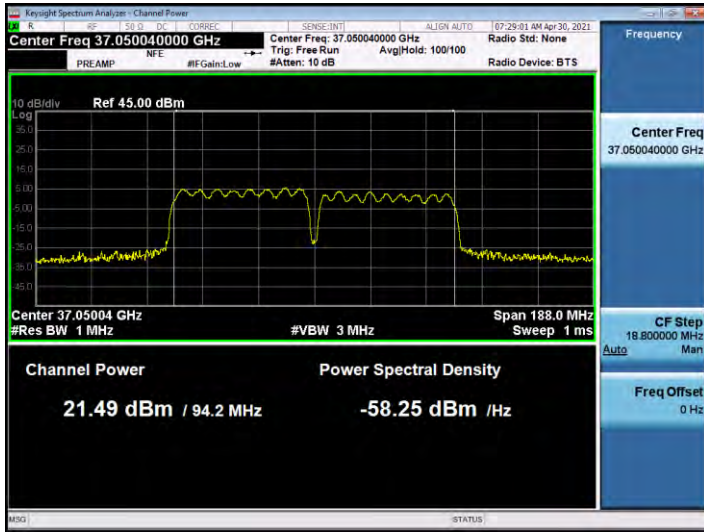 Keysight Spectrum Analyzer - Channel Power
R RF 50 Ω DC CORREC SENSE:INT ALIGN AUTO 07:29:01 AM Apr 30, 2021
Center Freq 37.050040000 GHz Center Freq: 37.050040000 GHz Radio Std: None Frequency
NFE Trig: Free Run Avg|Hold: 100/100
PREAMP #IFGain:Low #Atten: 10 dB Radio Device: BTS
10 dB/div Ref 45.00 dBm
Log
35.0
25.0
15.0
5.00
-5.00
-15.0
-25.0
-35.0
-45.0
Center Freq
37.050040000 GHz
Center 37.05004 GHz Span 188.0 MHz
#Res BW 1 MHz #VBW 3 MHz Sweep 1 ms
CF Step
18.800000 MHz
Auto Man
Channel Power Power Spectral Density
21.49 dBm / 94.2 MHz -58.25 dBm /Hz
Freq Offset
0 Hz
MSG STATUS